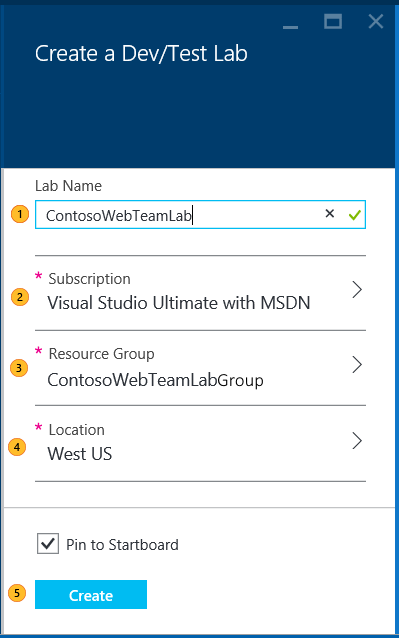 Create a Dev/Test Lab
Lab Name
1 ContosoWebTeamLab
* Subscription
2 Visual Studio Ultimate with MSDN
* Resource Group
3 ContosoWebTeamLabGroup
* Location
4 West US
Pin to Startboard
5 Create